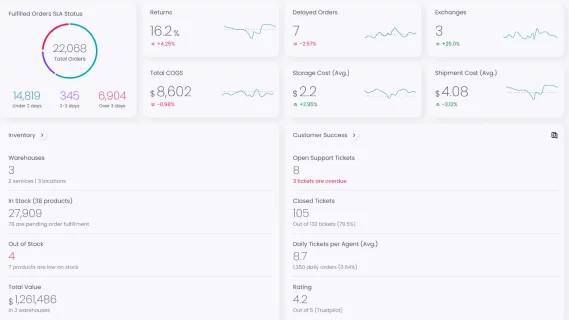 Fulfilled Orders SLA Status
22,068
Total Orders
14,819
345
6,904
Under 2 days
2-3 days
Over 3 days
Returns
16.2 %
+4.25%
Delayed Orders
7
-2.57%
Exchanges
3
+25.0%
Total COGS
$ 8,602
-0.98%
Storage Cost (Avg.)
$ 2.2
+3.95%
Shipment Cost (Avg.)
$ 4.08
-3.12%
Inventory
Warehouses
3
2 services | 3 locations
In Stock (38 products)
27,909
78 are pending order fulfilment
Out of Stock
4
7 products are low on stock
Total Value
$ 1,261,486
In 3 warehouses
Customer Success
Open Support Tickets
8
3 tickets are overdue
Closed Tickets
105
Out of 132 tickets (79.5%)
Daily Tickets per Agent (Avg.)
8.7
1,350 daily orders (0.64%)
Rating
4.2
Out of 5 (Trustpilot)